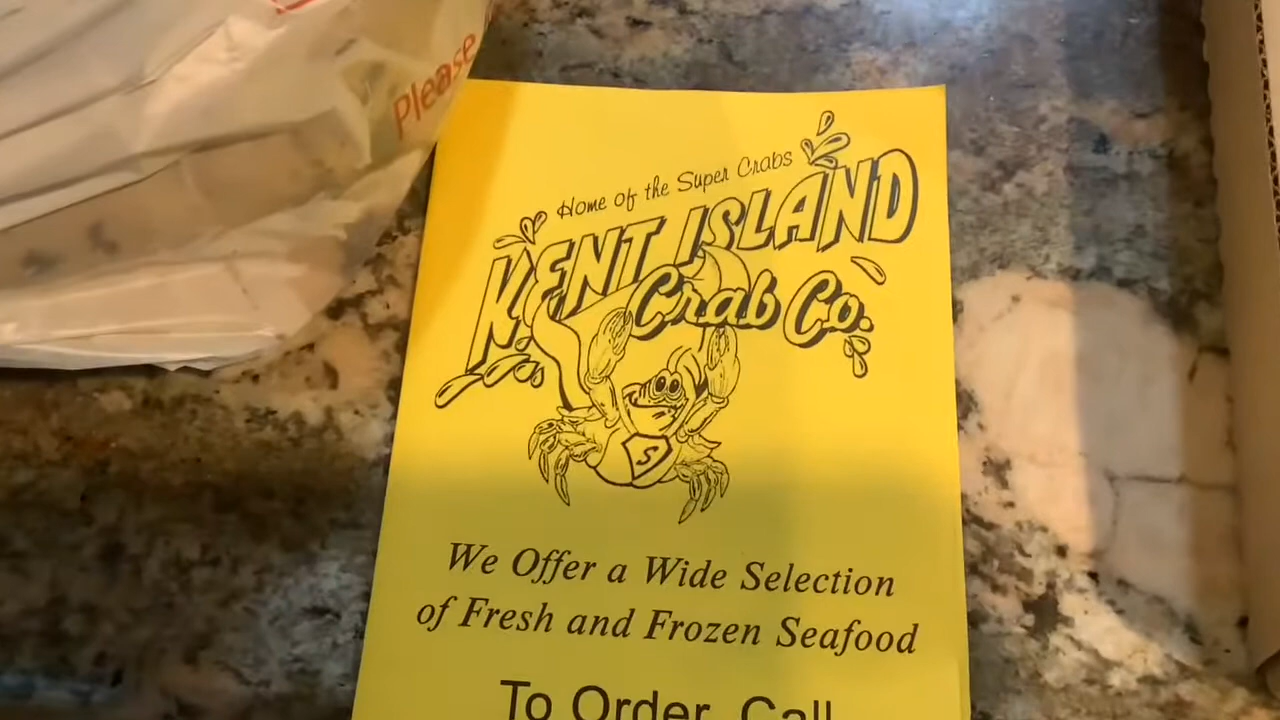 Please
Home of the Super Crabs
KENT ISLAND
Crab Co.
S
We Offer a Wide Selection
of Fresh and Frozen Seafood
To Order, Call